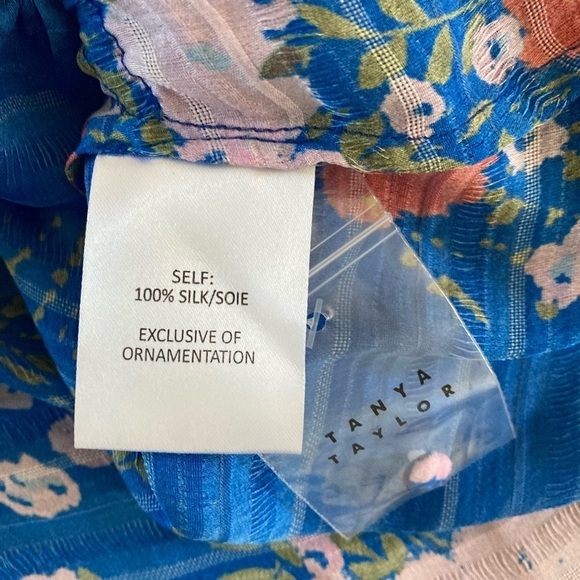 SELF:
100% SILK/SOIE
EXCLUSIVE OF
ORNAMENTATION
TANYA
TAYLOR